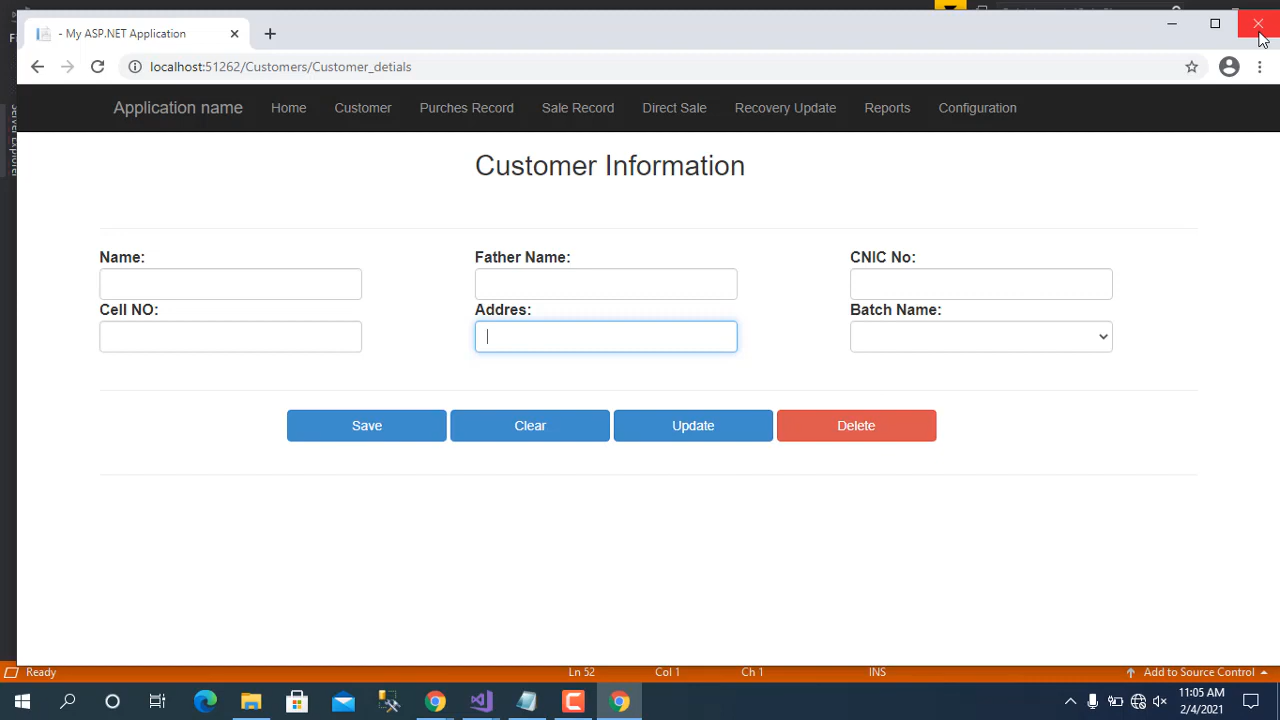 - My ASP.NET Application
localhost:51262/Customers/Customer_detials
Application name Home Customer Purches Record Sale Record Direct Sale Recovery Update Reports Configuration
Customer Information
Name: Father Name: CNIC No:
Cell NO: Addres: Batch Name:
Save Clear Update Delete
Server Explorer
Ready Ln 52 Col 1 Ch 1 INS Add to Source Control
11:05 AM
2/4/2021